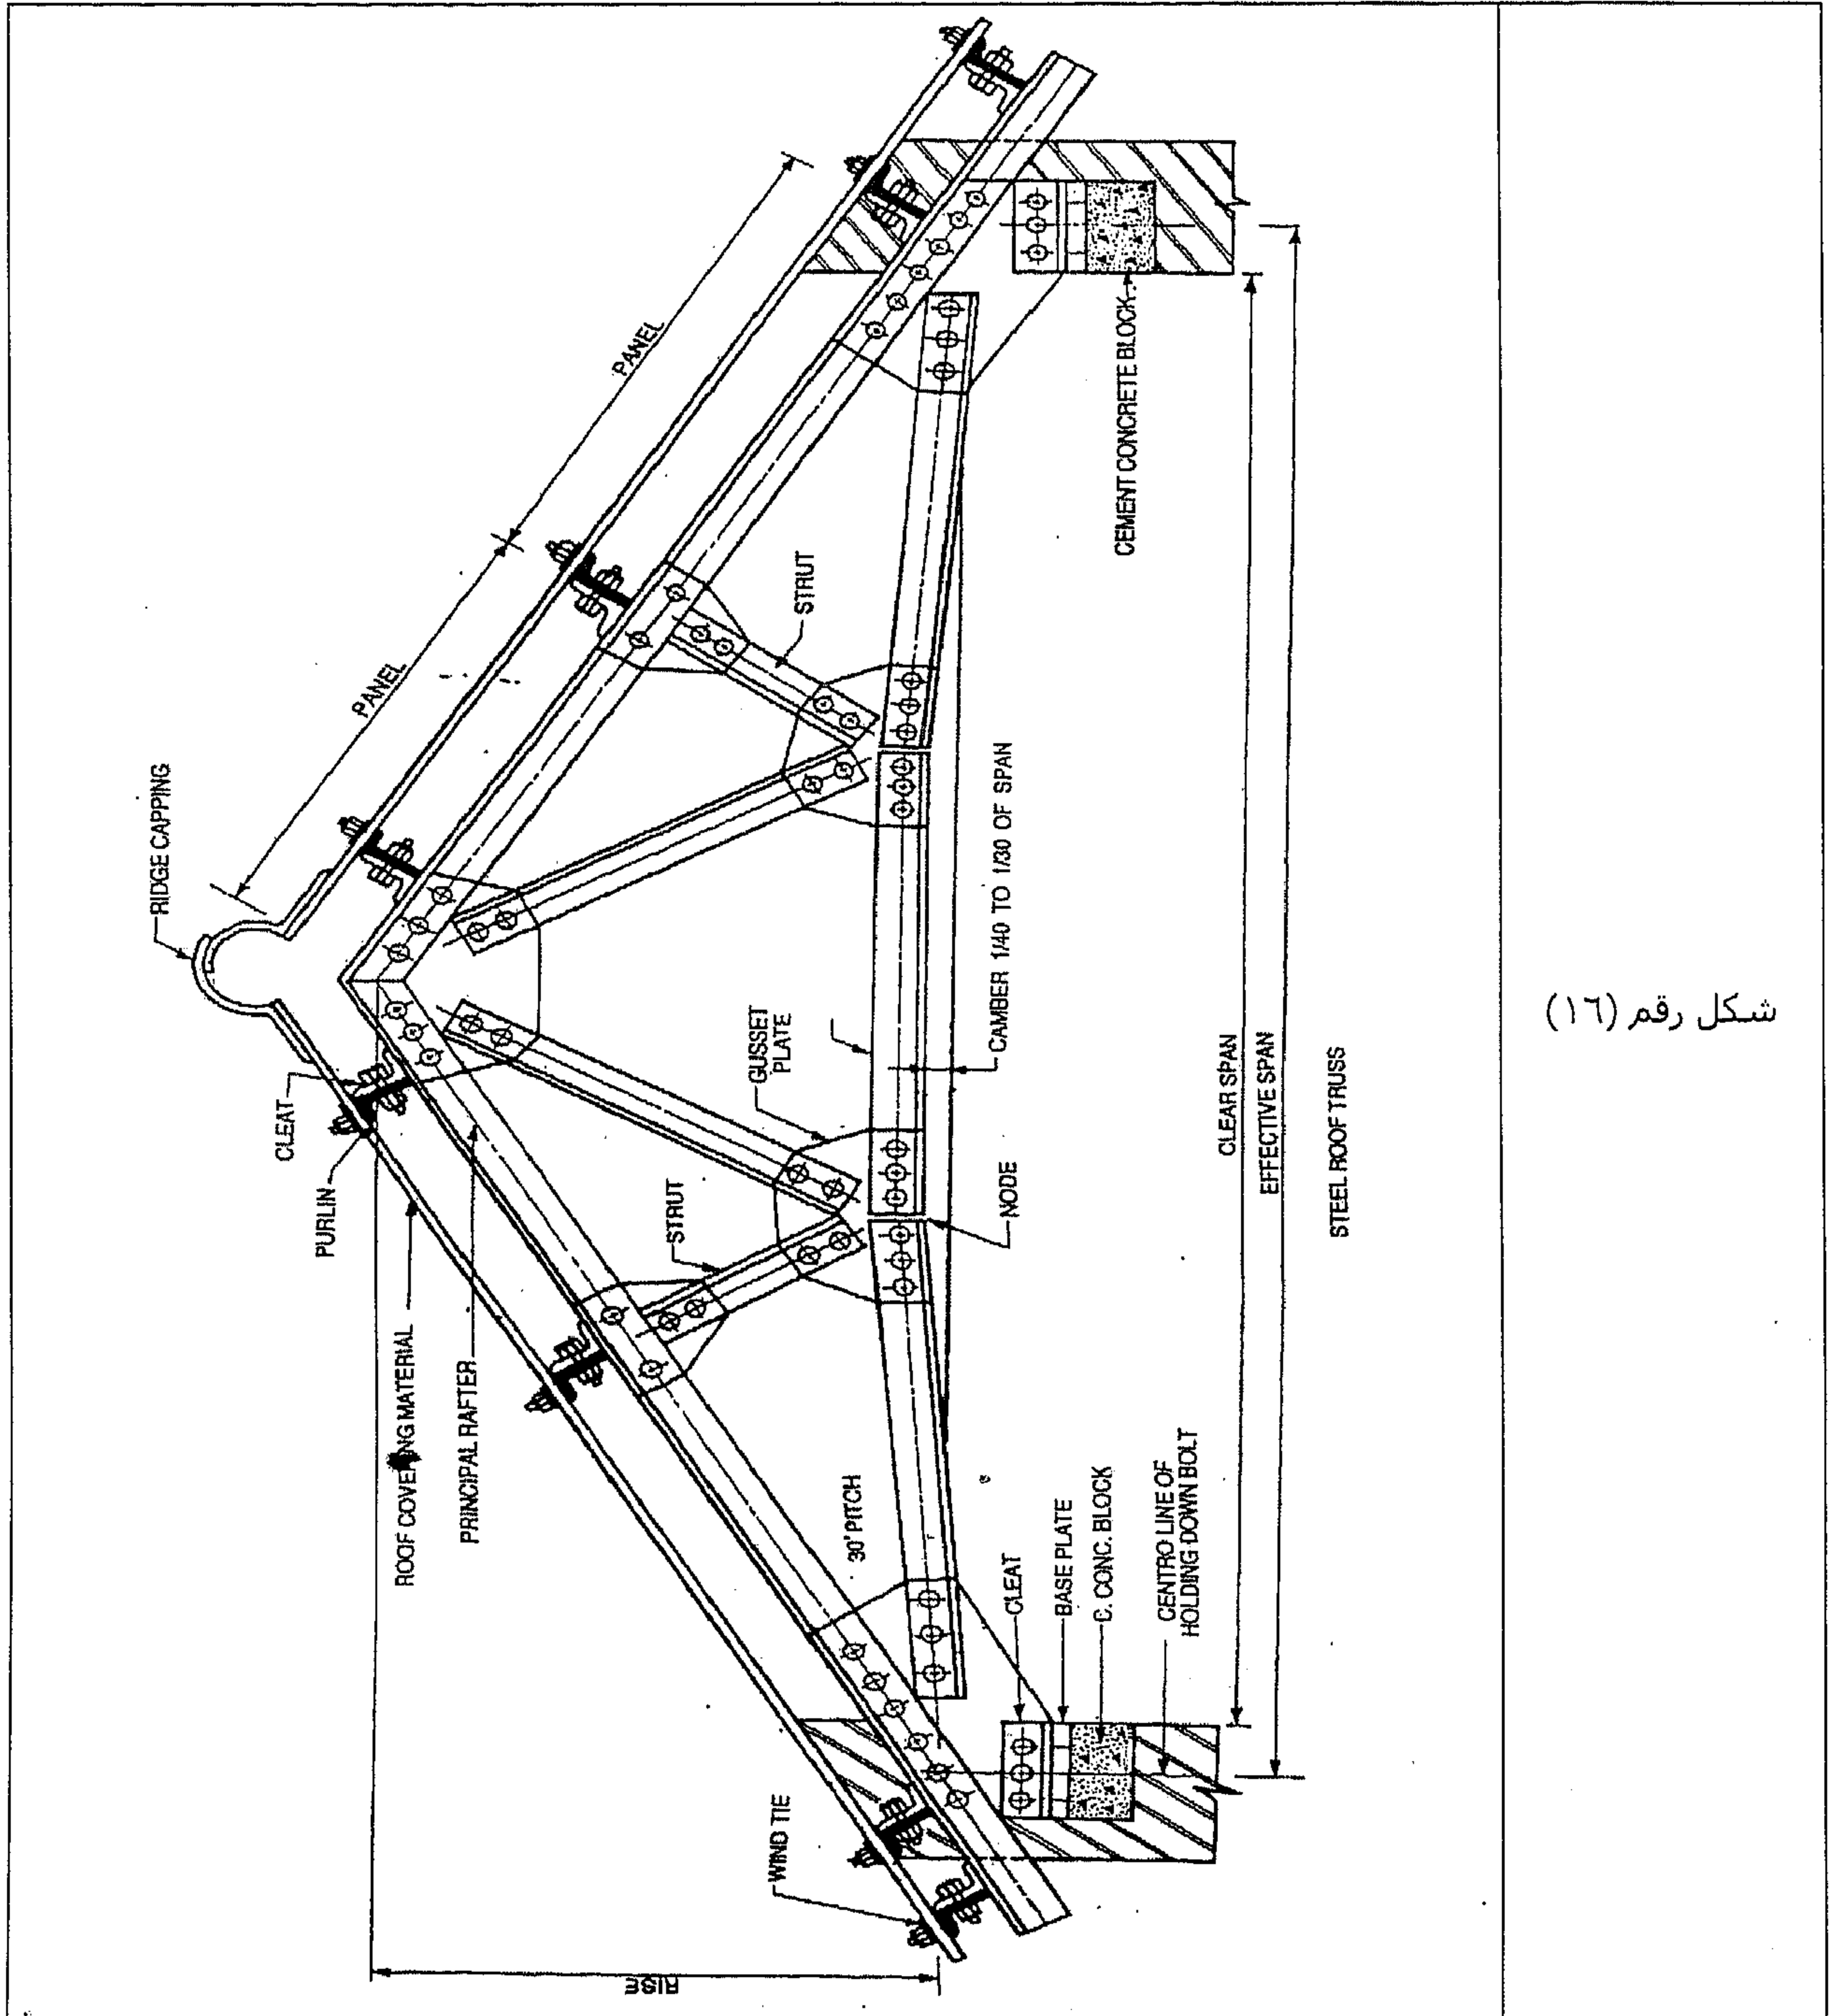 RIDGE CAPPING
CLEAT
PURLIN
ROOF COVERING MATERIAL
PRINCIPAL RAFTER
PANEL
PANEL
STRUT
STRUT
GUSSET
PLATE
30' PITCH
WIND TIE
RISE
CLEAT
BASE PLATE
C. CONC. BLOCK
CENTRO LINE OF
HOLDING DOWN BOLT
NODE
CAMBER 1/40 TO 1/30 OF SPAN
CEMENT CONCRETE BLOCK
CLEAR SPAN
EFFECTIVE SPAN
STEEL ROOF TRUSS
شكل رقم (١٦)